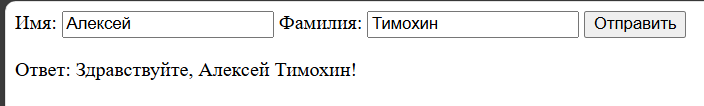 Имя: Алексей Фамилия: Тимохин Отправить
Ответ: Здравствуйте, Алексей Тимохин!